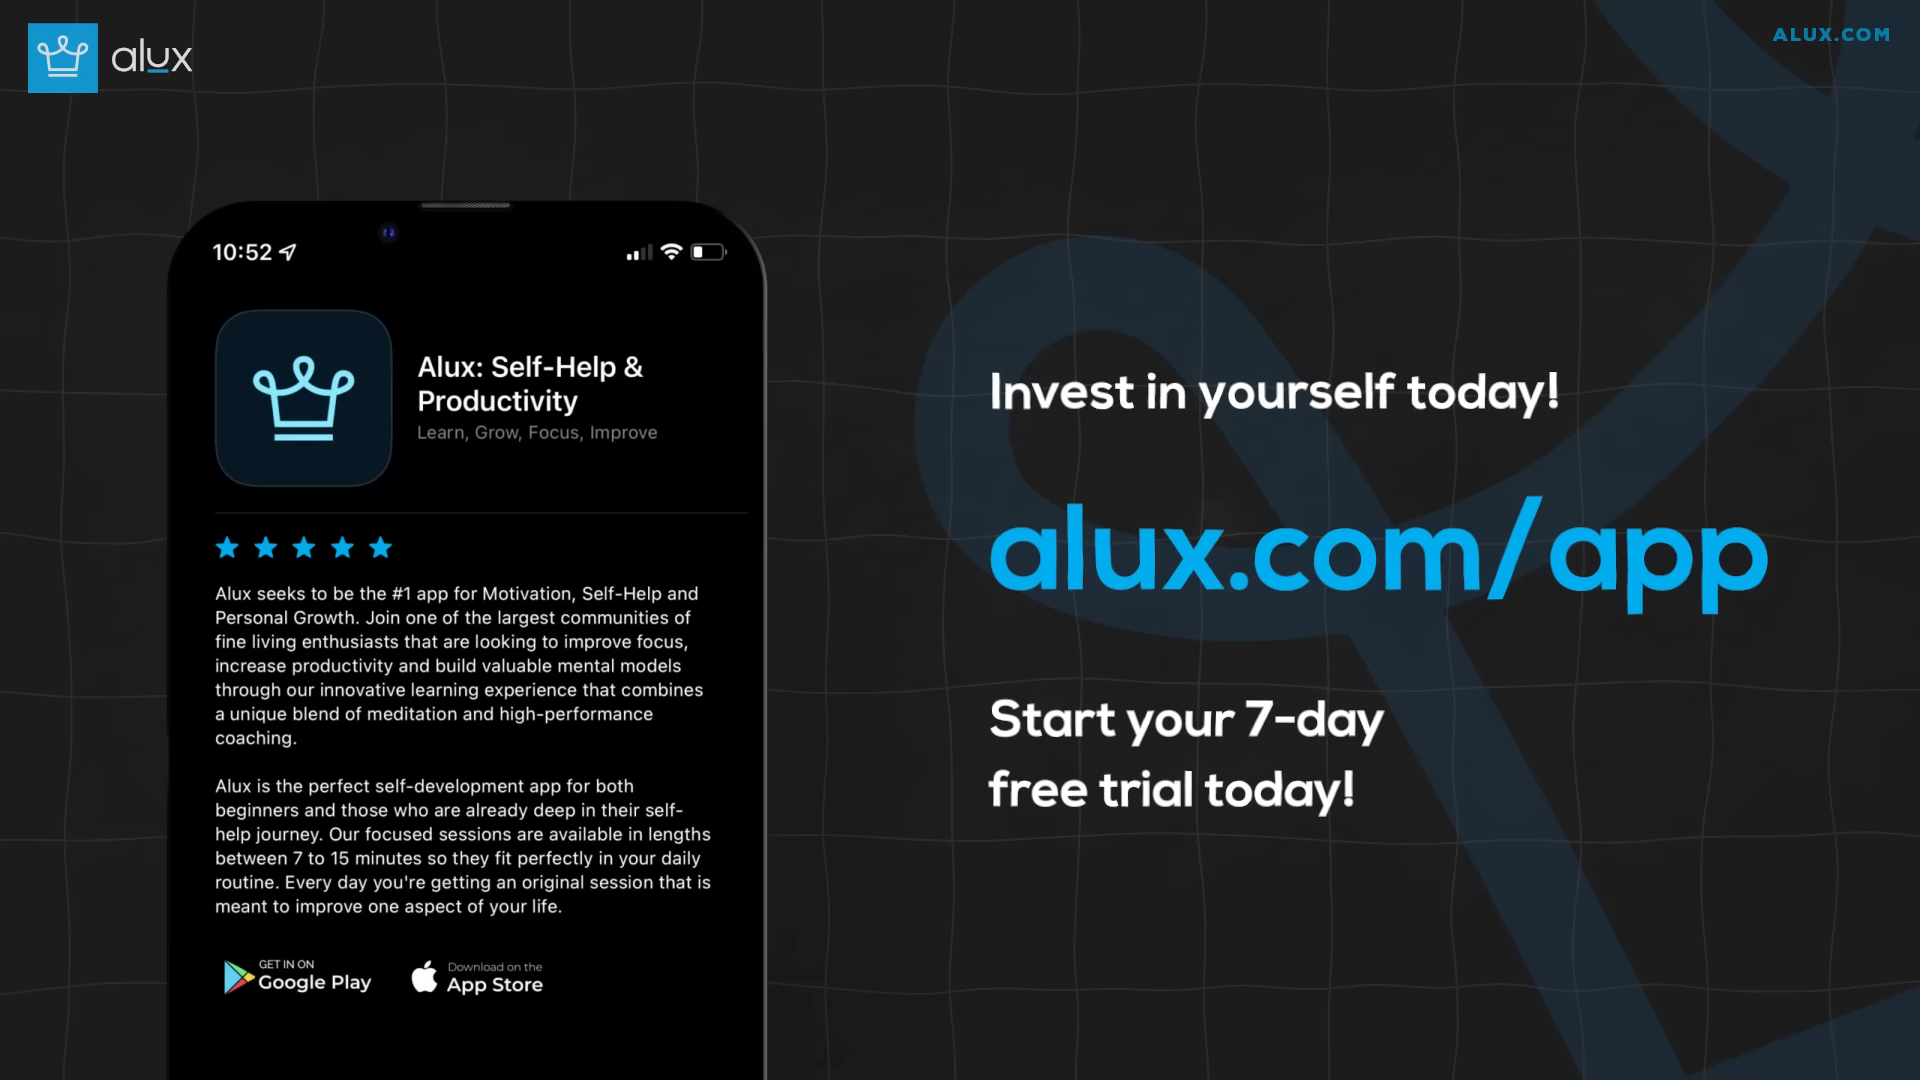 alux
ALUX.COM
10:52
Alux: Self-Help &
Productivity
Learn, Grow, Focus, Improve
Alux seeks to be the #1 app for Motivation, Self-Help and
Personal Growth. Join one of the largest communities of
fine living enthusiasts that are looking to improve focus,
increase productivity and build valuable mental models
through our innovative learning experience that combines
a unique blend of meditation and high-performance
coaching.
Alux is the perfect self-development app for both
beginners and those who are already deep in their self-
help journey. Our focused sessions are available in lengths
between 7 to 15 minutes so they fit perfectly in your daily
routine. Every day you're getting an original session that is
meant to improve one aspect of your life.
GET IN ON
Google Play
Download on the
App Store
Invest in yourself today!
alux.com/app
Start your 7-day
free trial today!